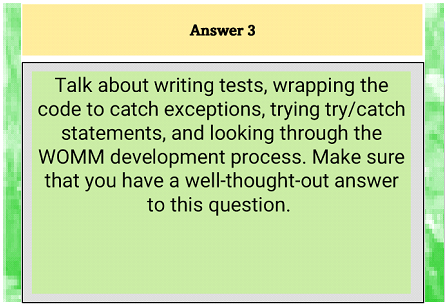 Answer 3
Talk about writing tests, wrapping the
code to catch exceptions, trying try/catch
statements, and looking through the
WOMM development process. Make sure
that you have a well-thought-out answer
to this question.